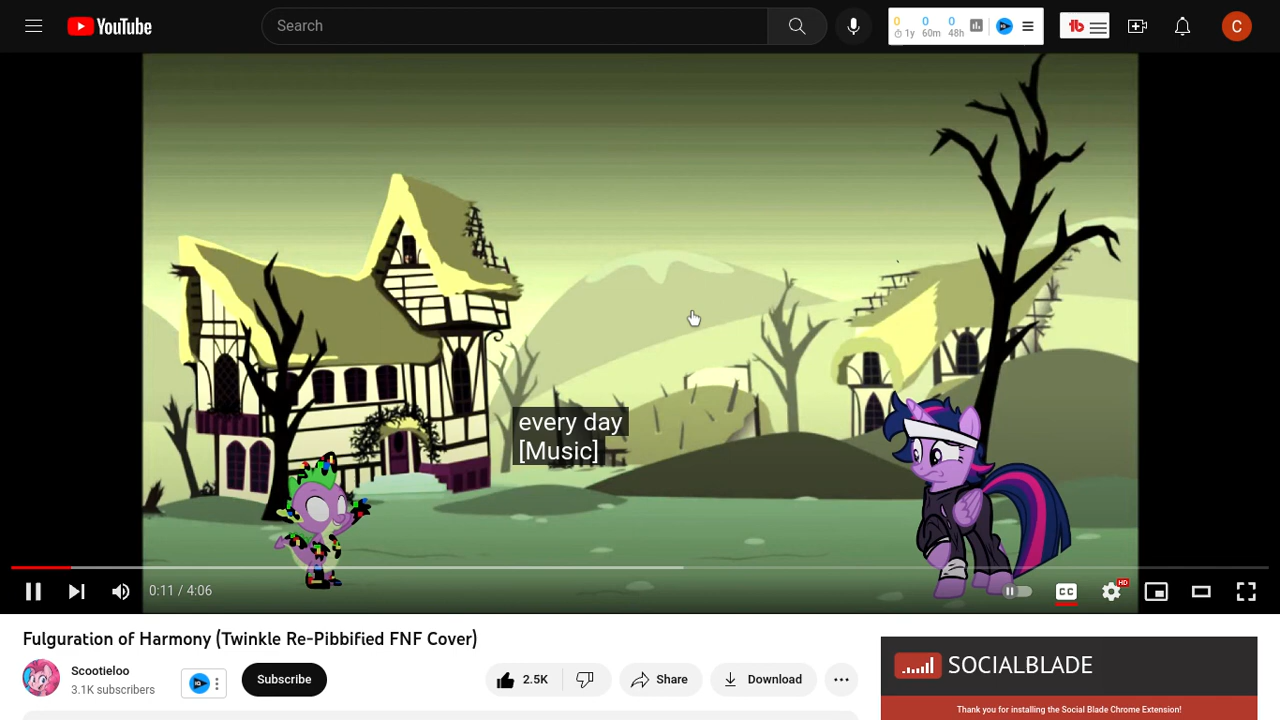 YouTube
Search
0 0 0
1y 60m 48h
C
every day
[Music]
0:11 / 4:06
CC
HD
Fulguration of Harmony (Twinkle Re-Pibbified FNF Cover)
Scootieloo
3.1K subscribers
Subscribe
2.5K
Share
Download
SOCIALBLADE
Thank you for installing the Social Blade Chrome Extension!